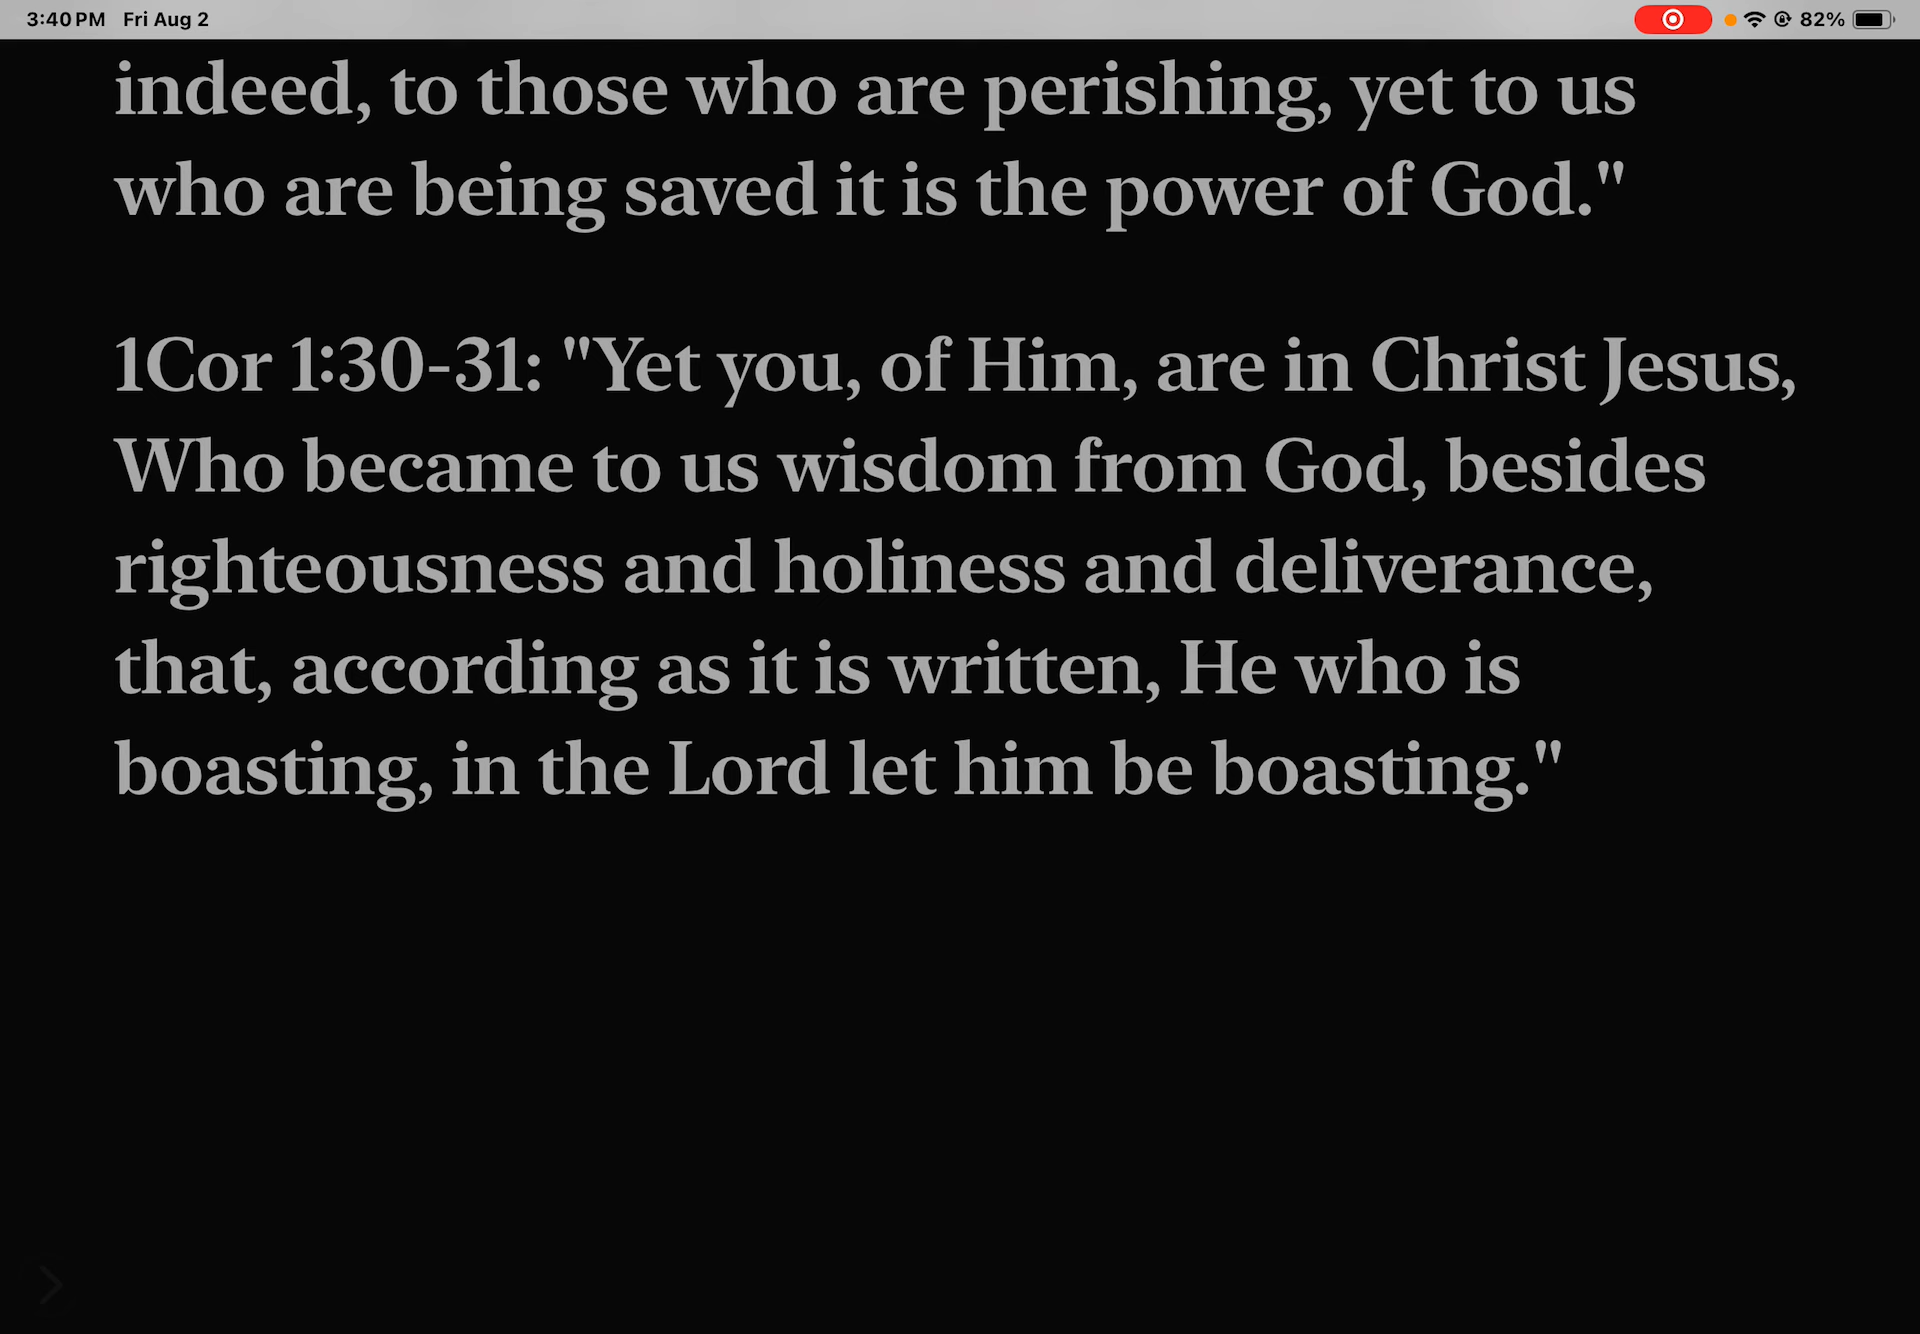 3:40 PM Fri Aug 2 82%
indeed, to those who are perishing, yet to us
who are being saved it is the power of God."
1Cor 1:30-31: "Yet you, of Him, are in Christ Jesus,
Who became to us wisdom from God, besides
righteousness and holiness and deliverance,
that, according as it is written, He who is
boasting, in the Lord let him be boasting."